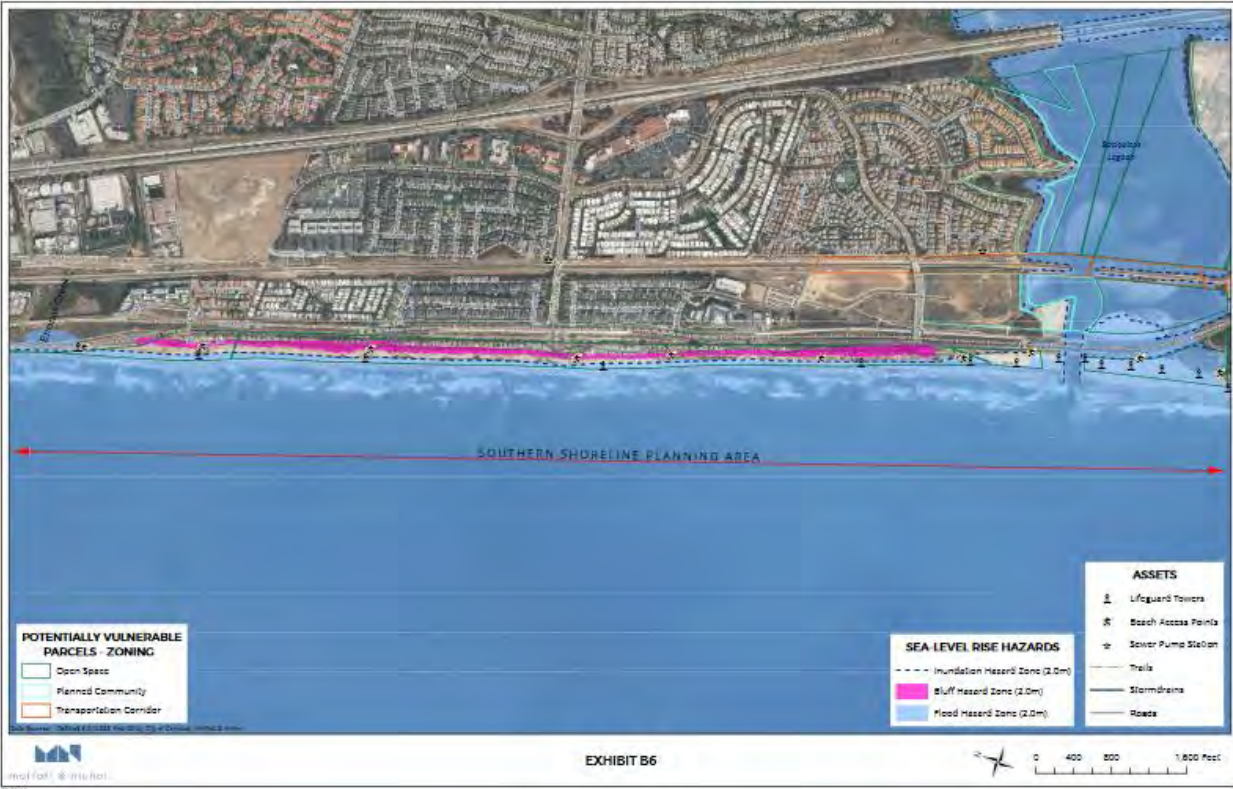 Lagoon
SOUTHERN SHORELINE PLANNING AREA
POTENTIALLY VULNERABLE
PARCELS - ZONING
Open Space
Planned Community
Transportation Corridor
SEA-LEVEL RISE HAZARDS
Inundation Hazard Zone (2.0m)
Bluff Hazard Zone (2.0m)
Flood Hazard Zone (2.0m)
ASSETS
Lifeguard Towers
Beach Access Points
Sewer Pump Station
Trails
Stormdrains
Roads
moffatt & nichol
EXHIBIT B6
0 400 800 1,600 Feet